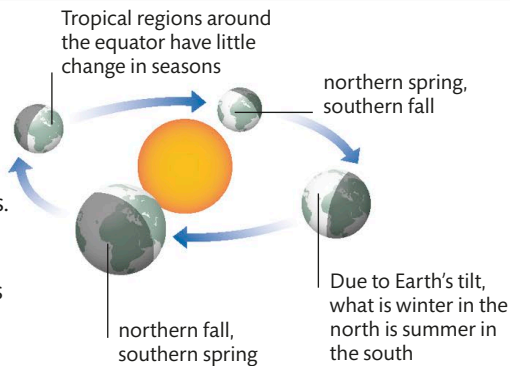 Tropical regions around
the equator have little
change in seasons
northern spring,
southern fall
s.
s
Due to Earth's tilt,
what is winter in the
north is summer in
the south
northern fall,
southern spring